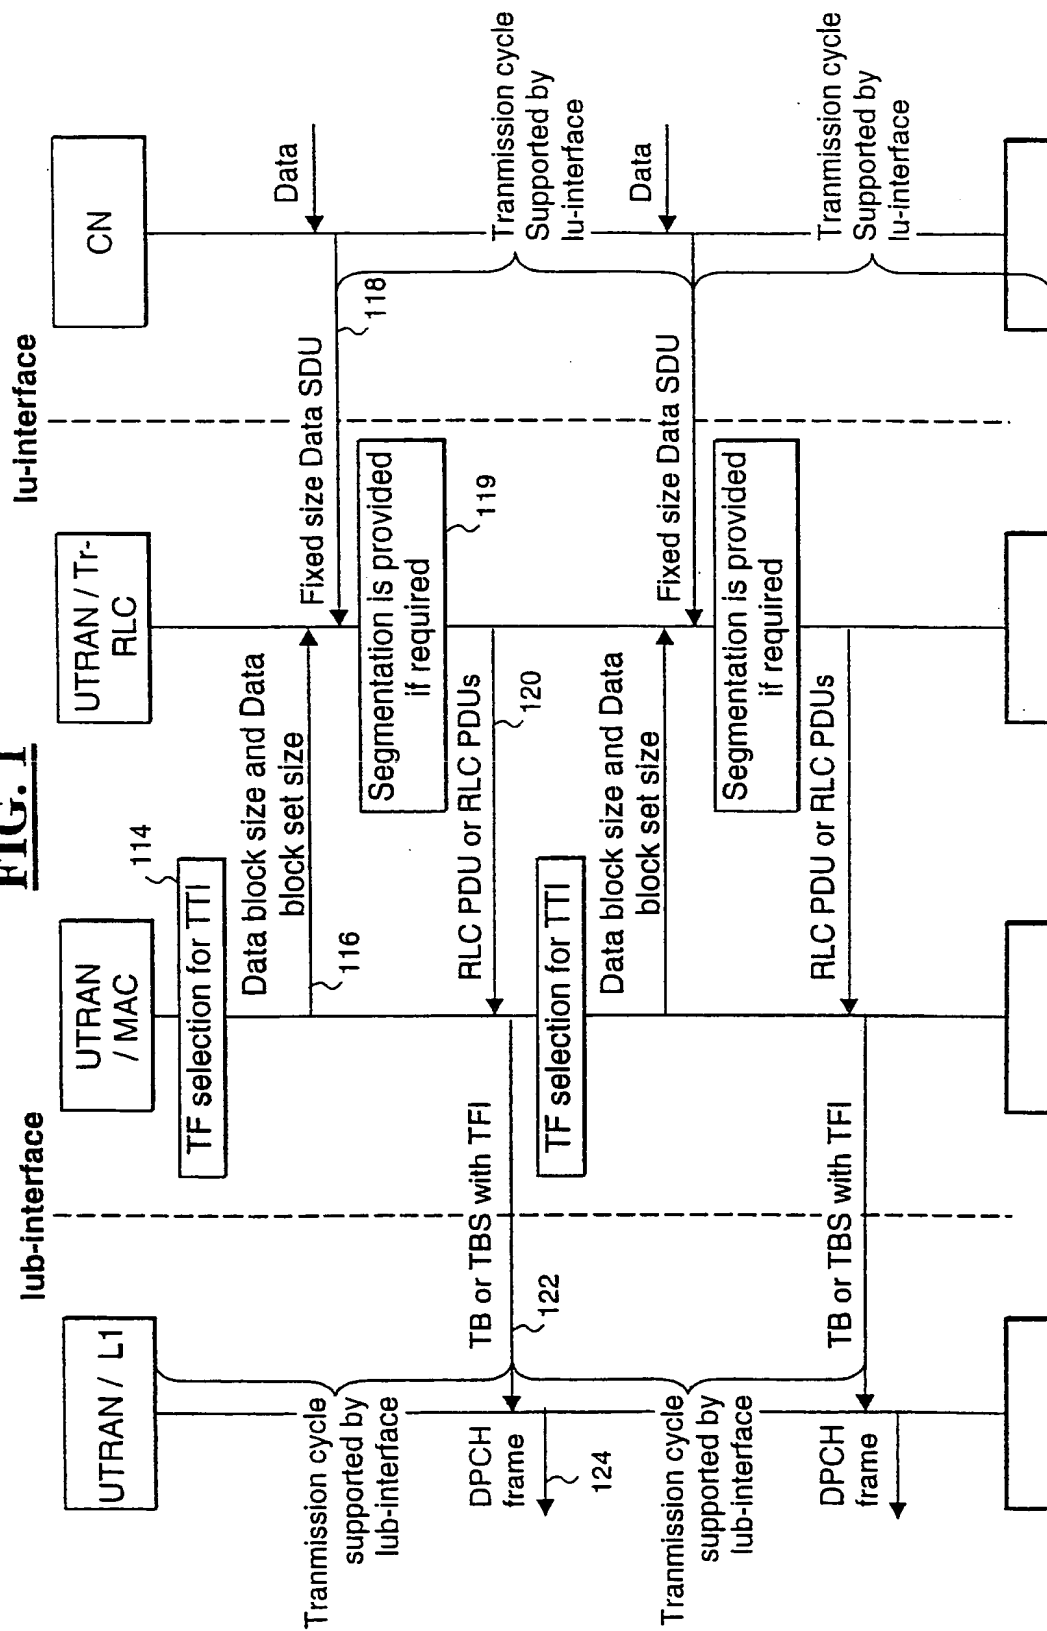 FIG. 1
Iub-interface
Iu-interface
UTRAN / L1
UTRAN
/ MAC
UTRAN / Tr-
RLC
CN
TF selection for TTI
114
Data block size and Data
block set size
116
Data
Fixed size Data SDU
118
Segmentation is provided
if required
119
RLC PDU or RLC PDUs
120
TB or TBS with TFI
122
Tranmission cycle
supported by
Iub-interface
DPCH
frame
124
Tranmission cycle
Supported by
Iu-interface
TF selection for TTI
Data block size and Data
block set size
Data
Fixed size Data SDU
Segmentation is provided
if required
RLC PDU or RLC PDUs
TB or TBS with TFI
Tranmission cycle
supported by
Iub-interface
DPCH
frame
Tranmission cycle
Supported by
Iu-interface